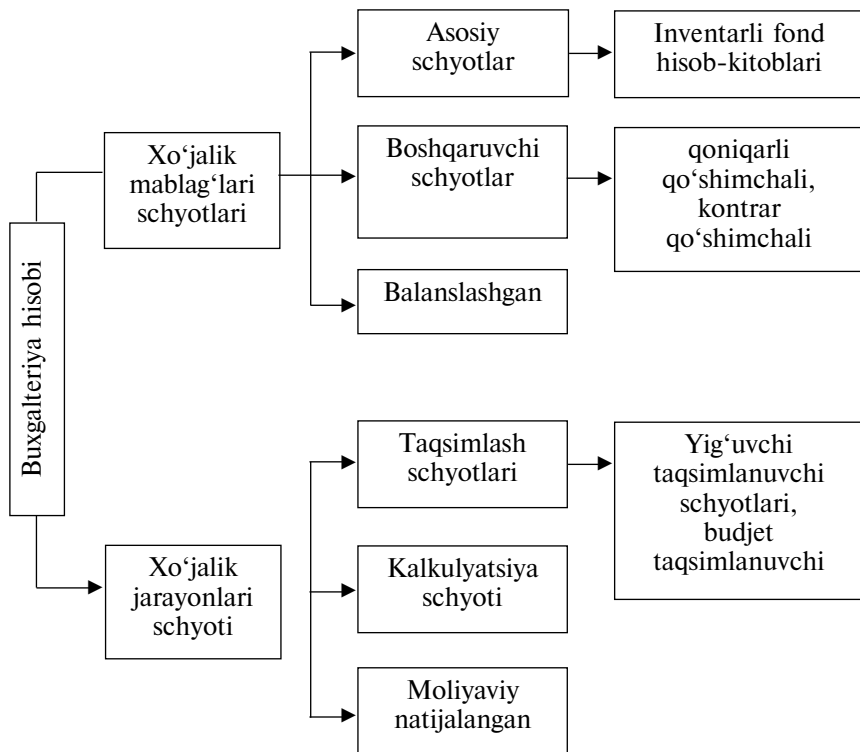 Buxgalteriya hisobi
Xo‘jalik
mablag‘lari
schyotlari
Asosiy
schyotlar
Inventarli fond
hisob-kitoblari
Boshqaruvchi
schyotlar
qoniqarli
qo‘shimchali,
kontrar
qo‘shimchali
Balanslashgan
Xo‘jalik
jarayonlari
schyoti
Taqsimlash
schyotlari
Yig‘uvchi
taqsimlanuvchi
schyotlari,
budjet
taqsimlanuvchi
Kalkulyatsiya
schyoti
Moliyaviy
natijalangan